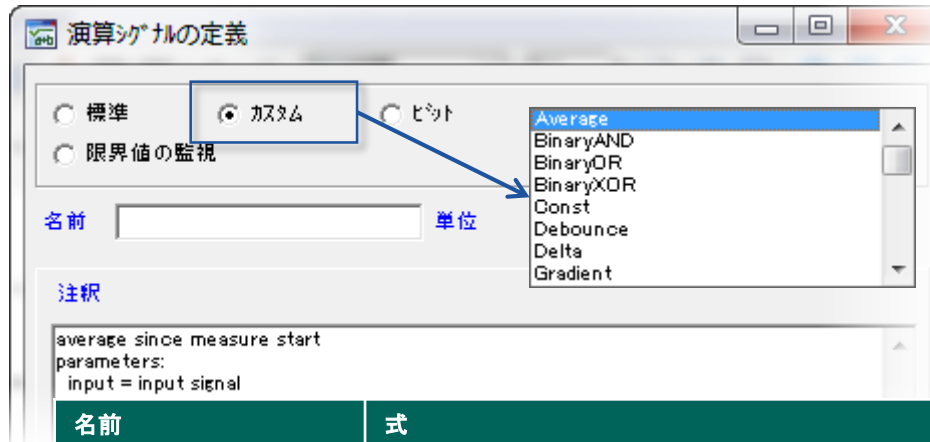 演算ｼｸﾞﾅﾙの定義
標準
ｶｽﾀﾑ
ﾋﾞｯﾄ
限界値の監視
Average
BinaryAND
BinaryOR
BinaryXOR
Const
Debounce
Delta
Gradient
名前
単位
注釈
average since measure start
parameters:
input = input signal
名前 式